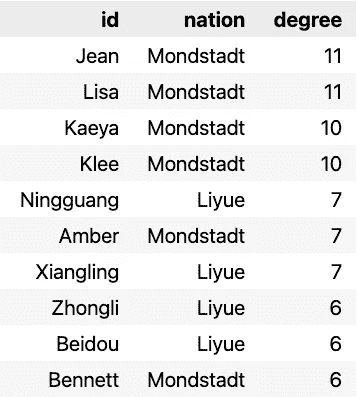 id nation degree
Jean Mondstadt 11
Lisa Mondstadt 11
Kaeya Mondstadt 10
Klee Mondstadt 10
Ningguang Liyue 7
Amber Mondstadt 7
Xiangling Liyue 7
Zhongli Liyue 6
Beidou Liyue 6
Bennett Mondstadt 6